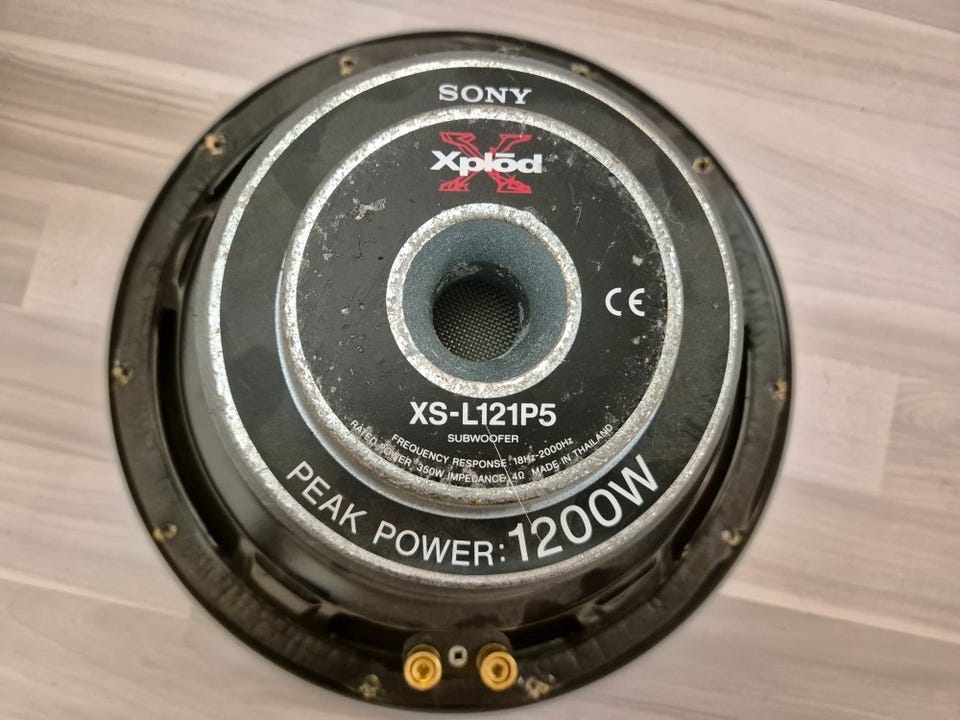 SONY
Xplōd
CE
XS-L121P5
SUBWOOFER
FREQUENCY RESPONSE 18Hz-2000Hz
RATED POWER 350W IMPEDANCE 4Ω MADE IN THAILAND
PEAK POWER: 1200W